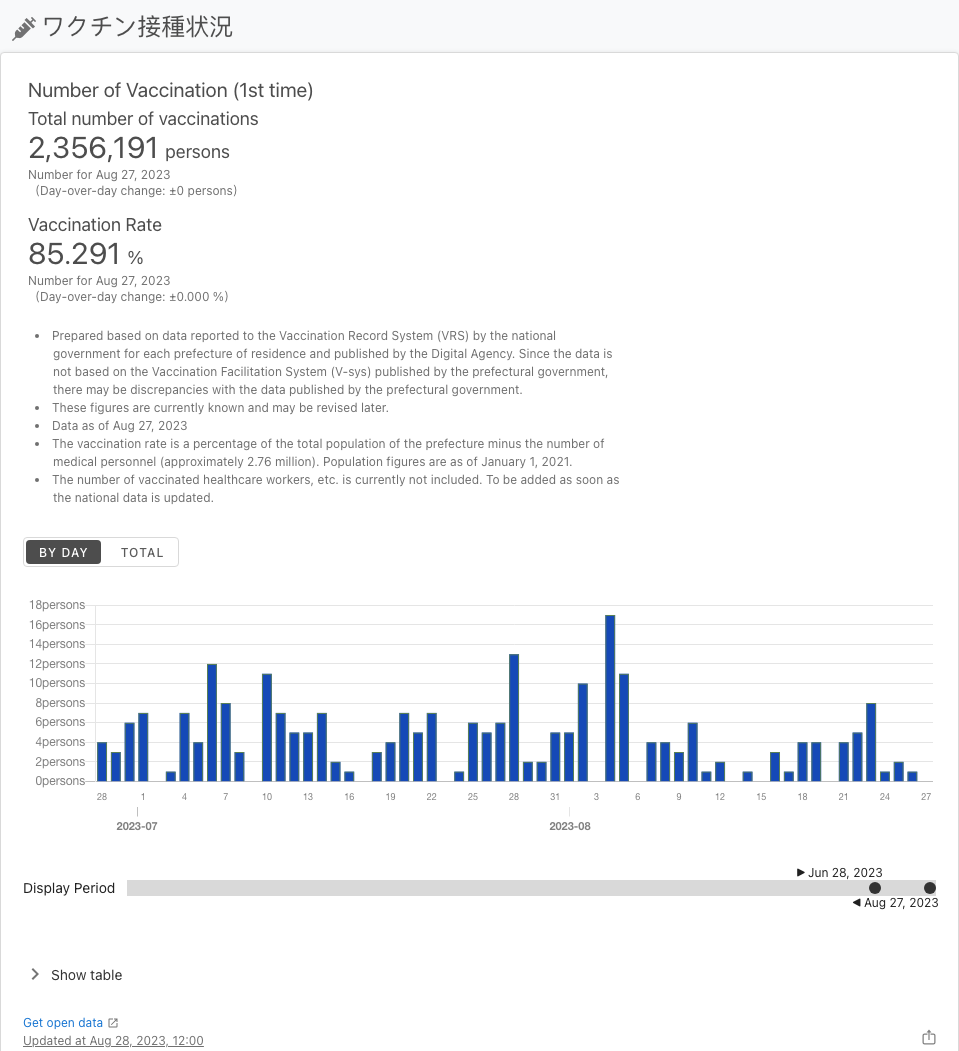 ワクチン接種状況
Number of Vaccination (1st time)
Total number of vaccinations
2,356,191 persons
Number for Aug 27, 2023
(Day-over-day change: ±0 persons)
Vaccination Rate
85.291 %
Number for Aug 27, 2023
(Day-over-day change: ±0.000 %)
• Prepared based on data reported to the Vaccination Record System (VRS) by the national
government for each prefecture of residence and published by the Digital Agency. Since the data is
not based on the Vaccination Facilitation System (V-sys) published by the prefectural government,
there may be discrepancies with the data published by the prefectural government.
• These figures are currently known and may be revised later.
• Data as of Aug 27, 2023
• The vaccination rate is a percentage of the total population of the prefecture minus the number of
medical personnel (approximately 2.76 million). Population figures are as of January 1, 2021.
• The number of vaccinated healthcare workers, etc. is currently not included. To be added as soon as
the national data is updated.
BY DAY TOTAL
18persons
16persons
14persons
12persons
10persons
8persons
6persons
4persons
2persons
0persons
28 1 4 7 10 13 16 19 22 25 28 31 3 6 9 12 15 18 21 24 27
2023-07 2023-08
Jun 28, 2023
Display Period
Aug 27, 2023
Show table
Get open data
Updated at Aug 28, 2023, 12:00